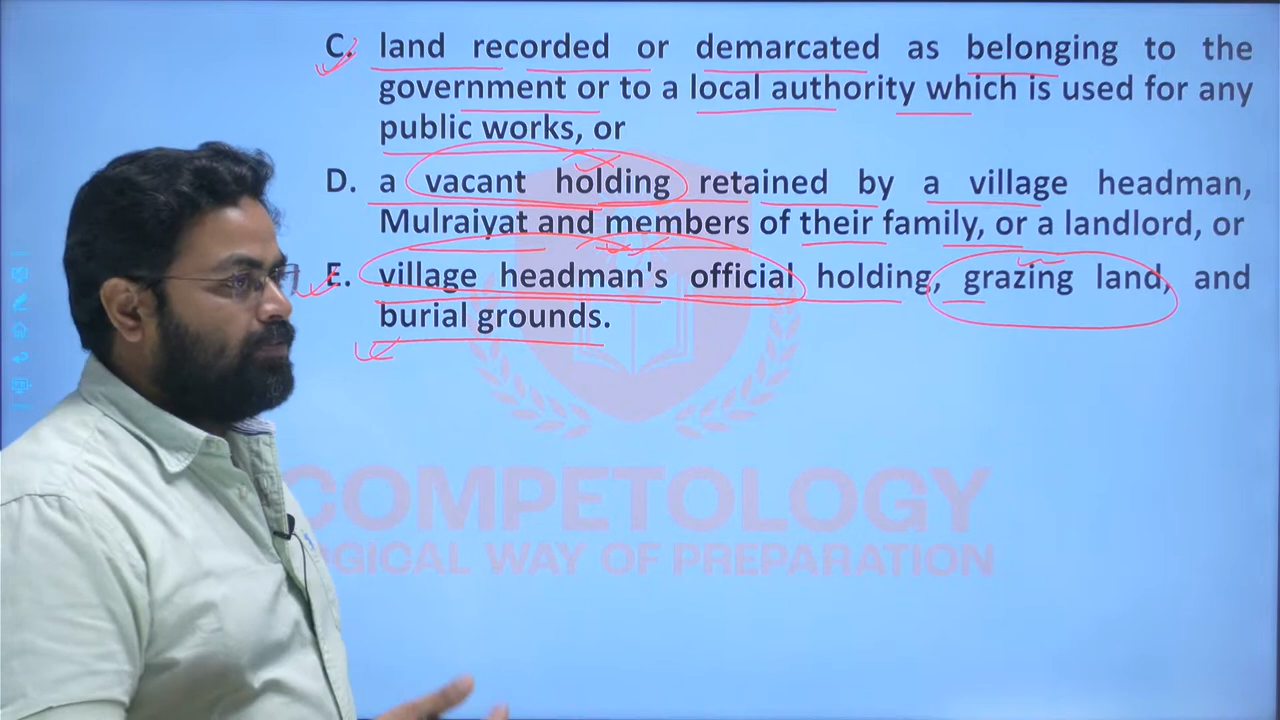 C. land recorded or demarcated as belonging to the
government or to a local authority which is used for any
public works, or
D. a vacant holding retained by a village headman,
Mulraiyat and members of their family, or a landlord, or
E. village headman's official holding, grazing land, and
burial grounds.
COMPETOLOGY
OGICAL WAY OF PREPARATION